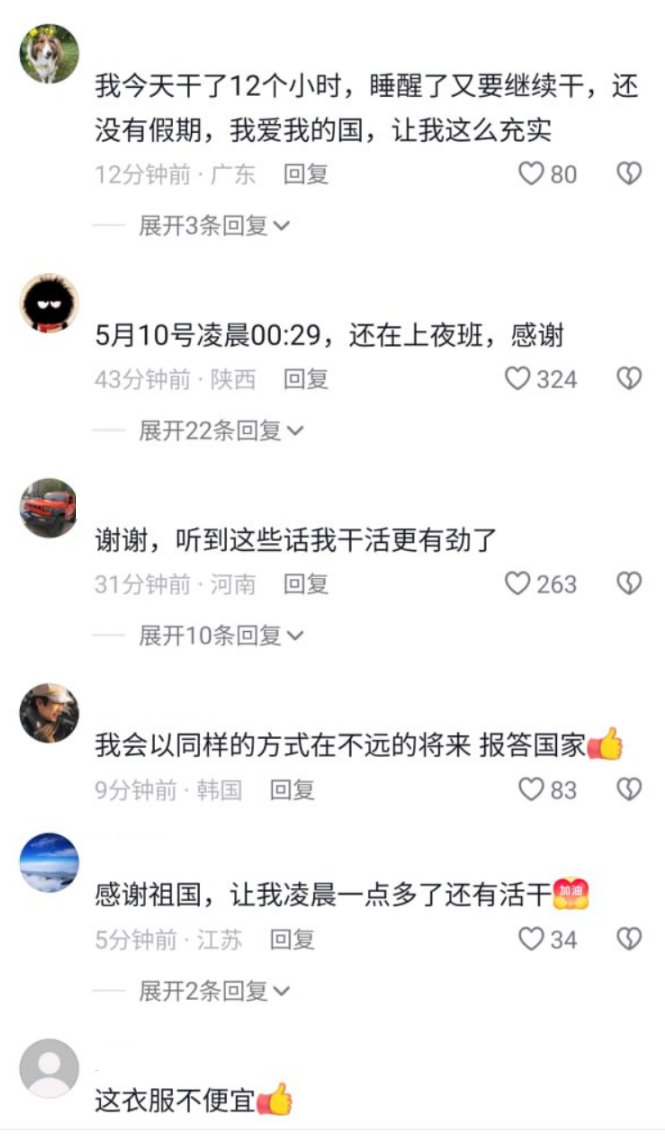 我今天干了12个小时，睡醒了又要继续干，还
没有假期，我爱我的国，让我这么充实
12分钟前 · 广东 回复 80
展开3条回复
5月10号凌晨00:29，还在上夜班，感谢
43分钟前 · 陕西 回复 324
展开22条回复
谢谢，听到这些话我干活更有劲了
31分钟前 · 河南 回复 263
展开10条回复
我会以同样的方式在不远的将来 报答国家
9分钟前 · 韩国 回复 83
感谢祖国，让我凌晨一点多了还有活干加油
5分钟前 · 江苏 回复 34
展开2条回复
这衣服不便宜